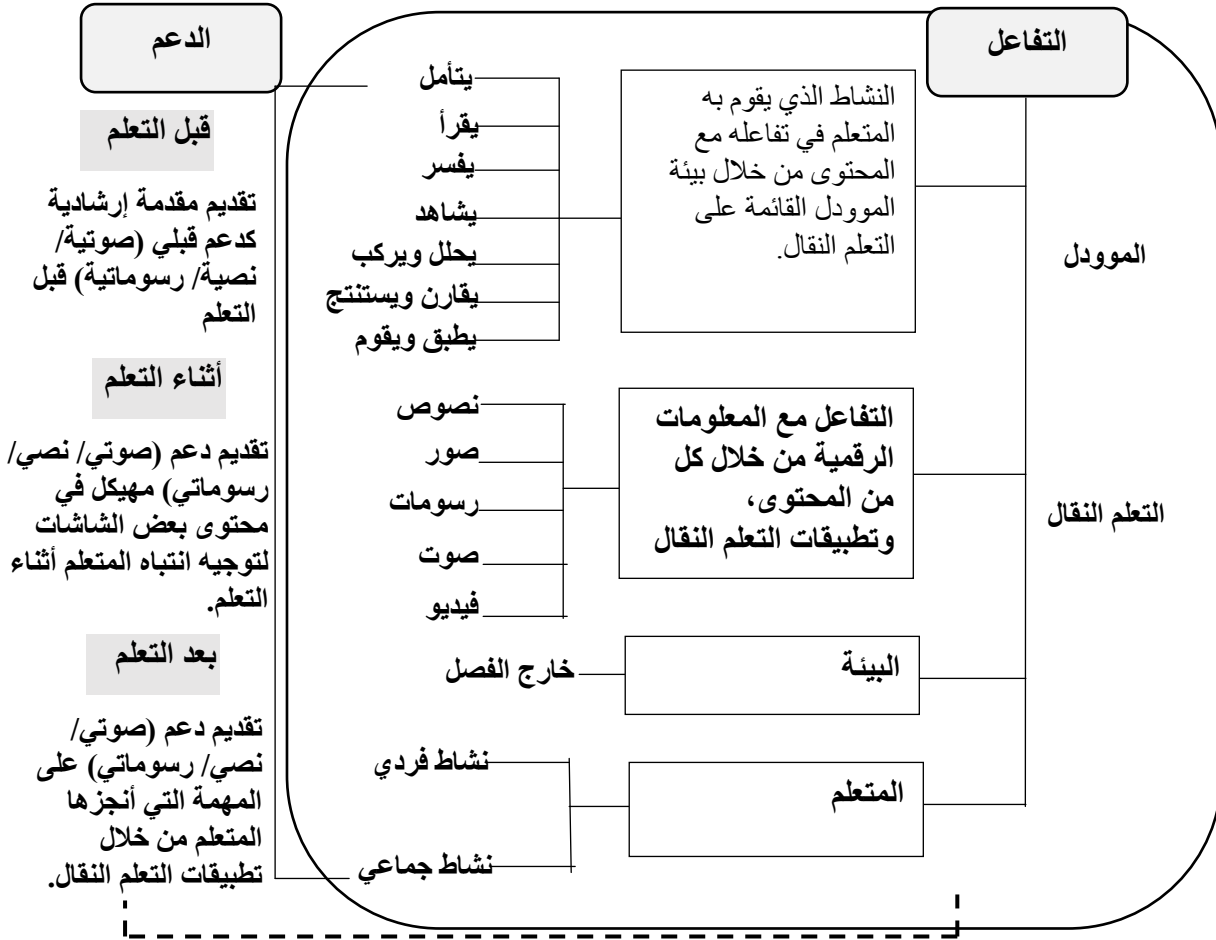 التفاعل
الموودل
التعلم النقال
النشاط الذي يقوم به
المتعلم في تفاعله مع
المحتوى من خلال بيئة
الموودل القائمة على
التعلم النقال.
يتأمل
يقرأ
يفسر
يشاهد
يحلل ويركب
يقارن ويستنتج
يطبق ويقوم
التفاعل مع المعلومات
الرقمية من خلال كل
من المحتوى،
وتطبيقات التعلم النقال
نصوص
صور
رسومات
صوت
فيديو
البيئة
خارج الفصل
المتعلم
نشاط فردي
نشاط جماعي
الدعم
قبل التعلم
تقديم مقدمة إرشادية
كدعم قبلي (صوتية/
نصية/ رسوماتية) قبل
التعلم
أثناء التعلم
تقديم دعم (صوتي/ نصي/
رسوماتي) مهيكل في
محتوى بعض الشاشات
لتوجيه انتباه المتعلم أثناء
التعلم.
بعد التعلم
تقديم دعم (صوتي/
نصي/ رسوماتي) على
المهمة التي أنجزها
المتعلم من خلال
تطبيقات التعلم النقال.